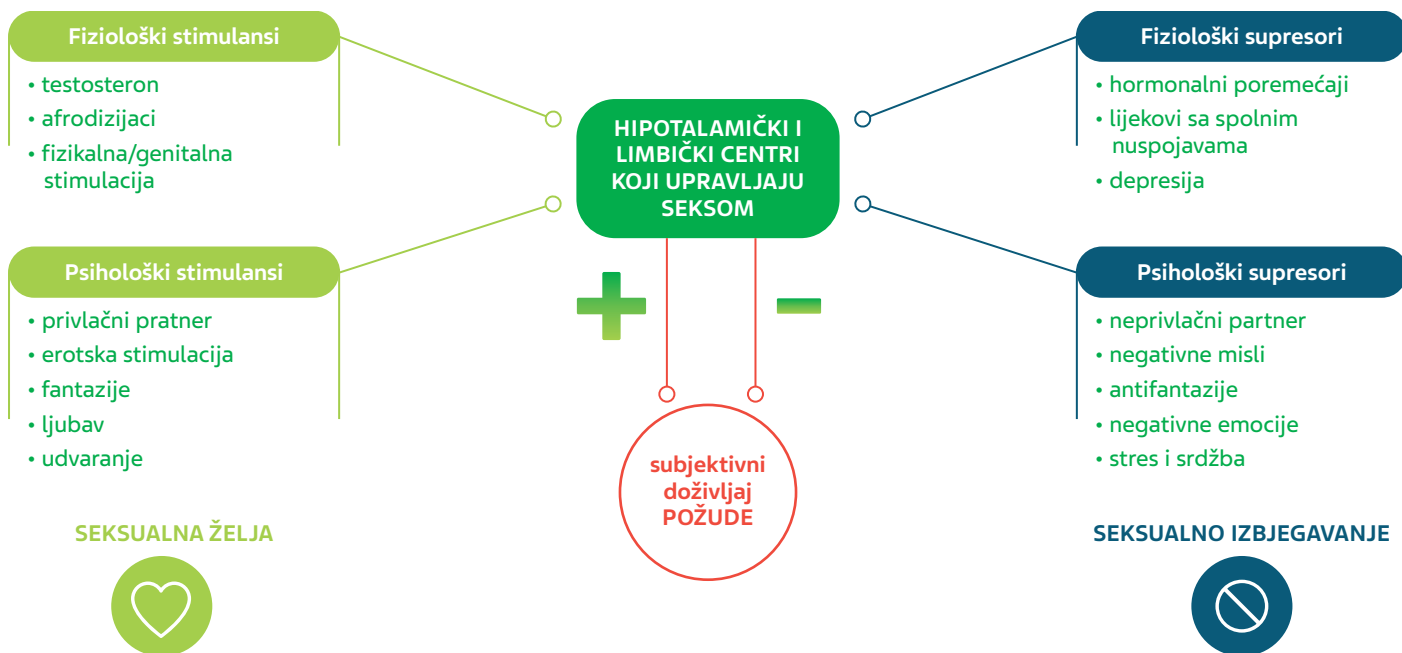 Fiziološki stimulansi
• testosteron
• afrodizijaci
• fizikalna/genitalna
stimulacija
Psihološki stimulansi
• privlačni pratner
• erotska stimulacija
• fantazije
• ljubav
• udvaranje
SEKSUALNA ŽELJA
HIPOTALAMIČKI I
LIMBIČKI CENTRI
KOJI UPRAVLJAJU
SEKSOM
+
−
subjektivni
doživljaj
POŽUDE
Fiziološki supresori
• hormonalni poremećaji
• lijekovi sa spolnim
nuspojavama
• depresija
Psihološki supresori
• neprivlačni partner
• negativne misli
• antifantazije
• negativne emocije
• stres i srdžba
SEKSUALNO IZBJEGAVANJE